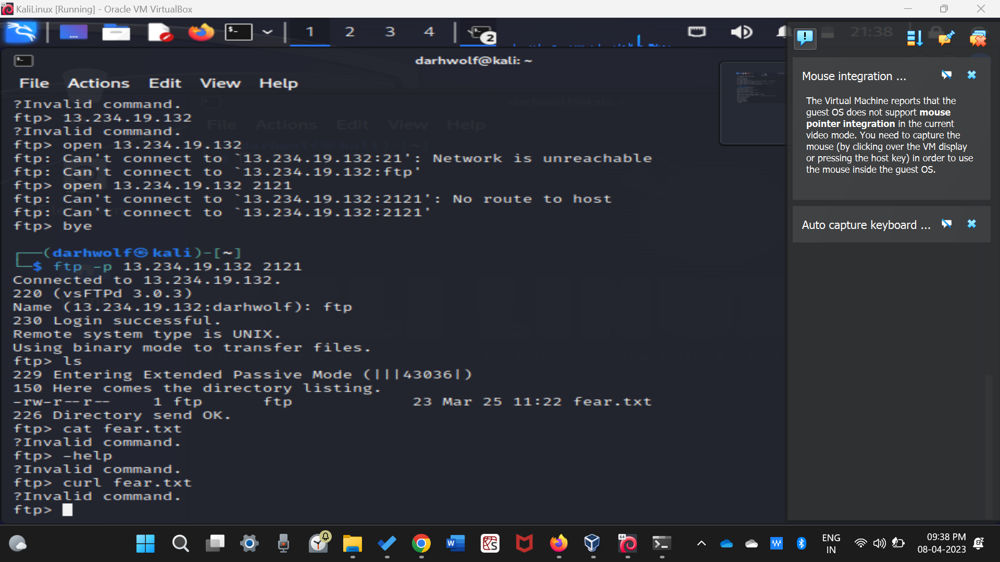 KaliLinux [Running] - Oracle VM VirtualBox
1 2 3 4
2
21:38
darhwolf@kali: ~
File Actions Edit View Help
?Invalid command.
ftp> 13.234.19.132
?Invalid command.
ftp> open 13.234.19.132
ftp: Can't connect to `13.234.19.132:21': Network is unreachable
ftp: Can't connect to `13.234.19.132:ftp'
ftp> open 13.234.19.132 2121
ftp: Can't connect to `13.234.19.132:2121': No route to host
ftp: Can't connect to `13.234.19.132:2121'
ftp> bye
┌──(darhwolf㉿kali)-[~]
└─$ ftp -p 13.234.19.132 2121
Connected to 13.234.19.132.
220 (vsFTPd 3.0.3)
Name (13.234.19.132:darhwolf): ftp
230 Login successful.
Remote system type is UNIX.
Using binary mode to transfer files.
ftp> ls
229 Entering Extended Passive Mode (|||43036|)
150 Here comes the directory listing.
-rw-r--r-- 1 ftp ftp 23 Mar 25 11:22 fear.txt
226 Directory send OK.
ftp> cat fear.txt
?Invalid command.
ftp> -help
?Invalid command.
ftp> curl fear.txt
?Invalid command.
ftp>
Mouse integration ...
The Virtual Machine reports that the
guest OS does not support mouse
pointer integration in the current
video mode. You need to capture the
mouse (by clicking over the VM display
or pressing the host key) in order to use
the mouse inside the guest OS.
Auto capture keyboard ...
ENG
IN
09:38 PM
08-04-2023